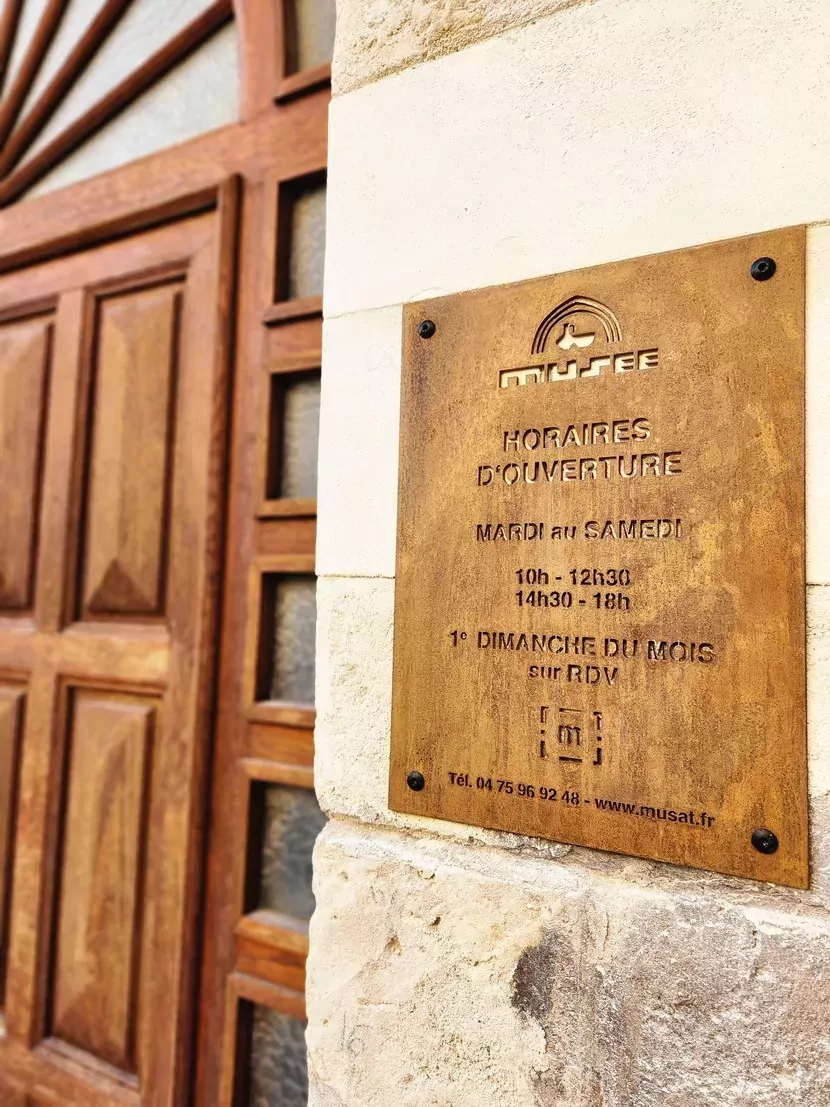 MUSEE
HORAIRES
D'OUVERTURE
MARDI au SAMEDI
10h - 12h30
14h30 - 18h
1e DIMANCHE DU MOIS
sur RDV
m
Tél. 04 75 96 92 48 - www.musat.fr